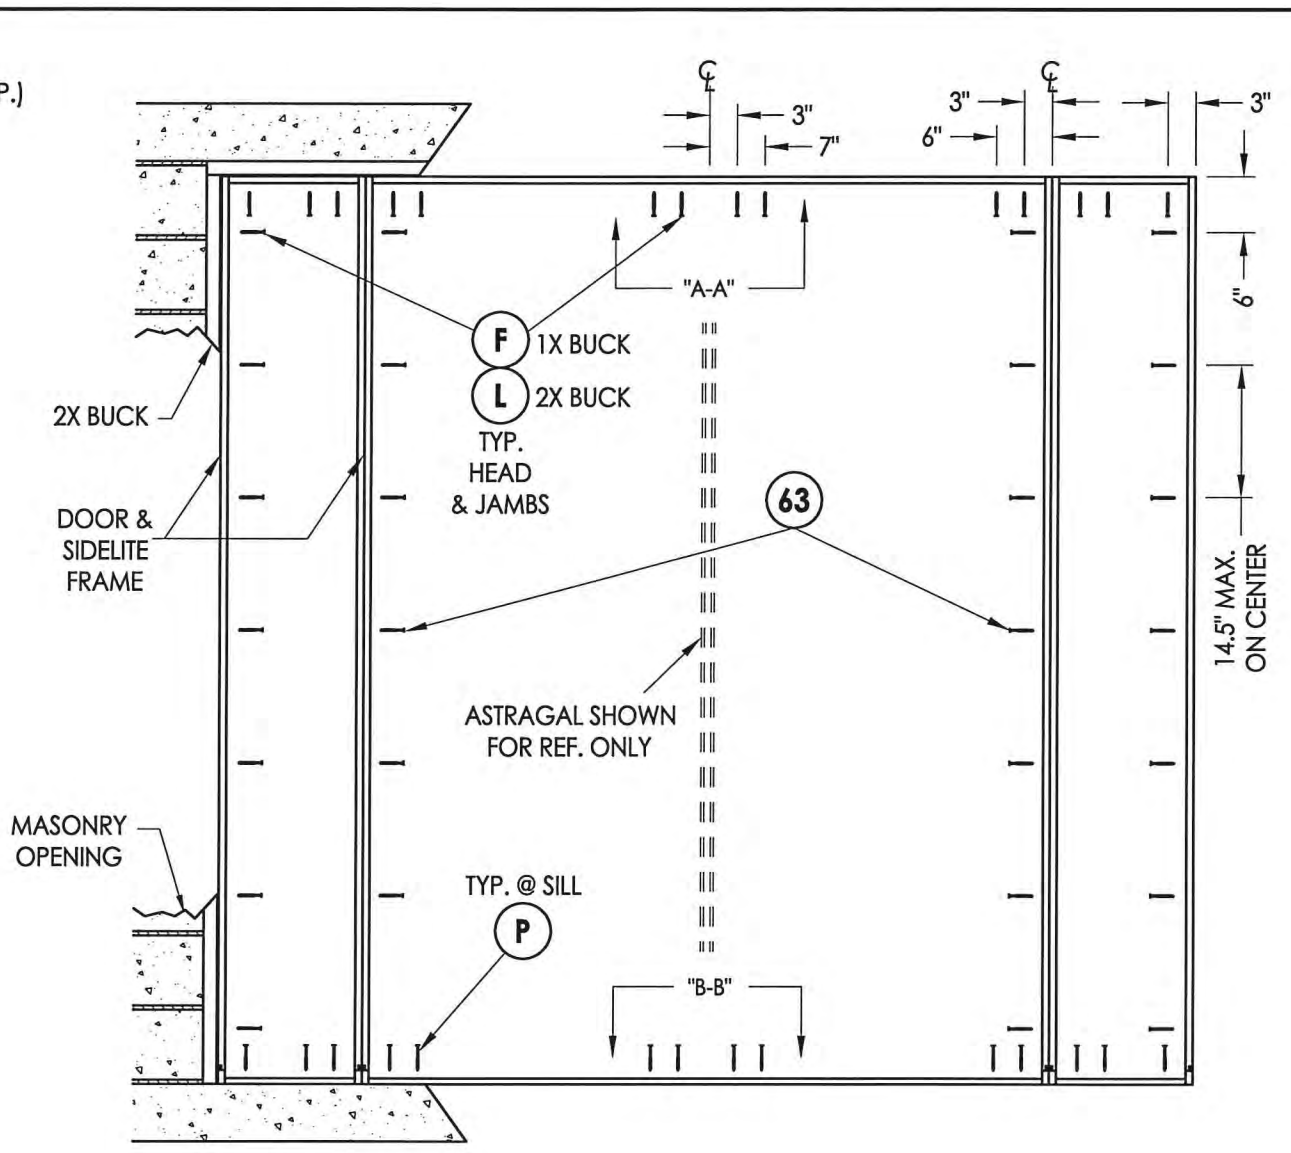 P.)
℄
℄
3"
3"
3"
7"
6"
"A-A"
6"
F 1X BUCK
L 2X BUCK
TYP.
HEAD
& JAMBS
2X BUCK
63
DOOR &
SIDELITE
FRAME
14.5" MAX.
ON CENTER
ASTRAGAL SHOWN
FOR REF. ONLY
MASONRY
OPENING
TYP. @ SILL
P
"B-B"